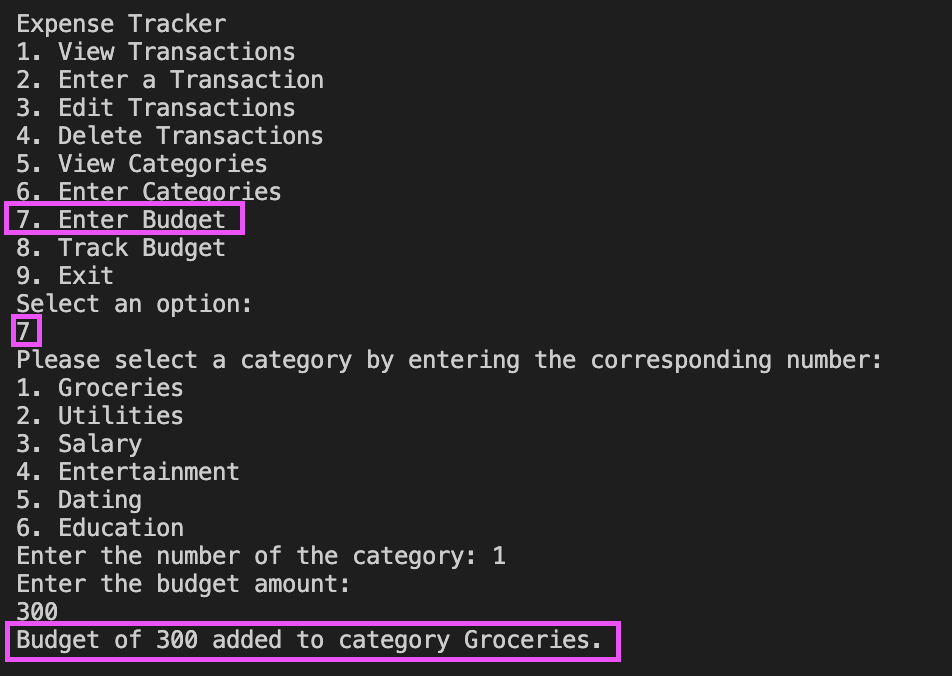 Expense Tracker
1. View Transactions
2. Enter a Transaction
3. Edit Transactions
4. Delete Transactions
5. View Categories
6. Enter Categories
7. Enter Budget
8. Track Budget
9. Exit
Select an option:
7
Please select a category by entering the corresponding number:
1. Groceries
2. Utilities
3. Salary
4. Entertainment
5. Dating
6. Education
Enter the number of the category: 1
Enter the budget amount:
300
Budget of 300 added to category Groceries.